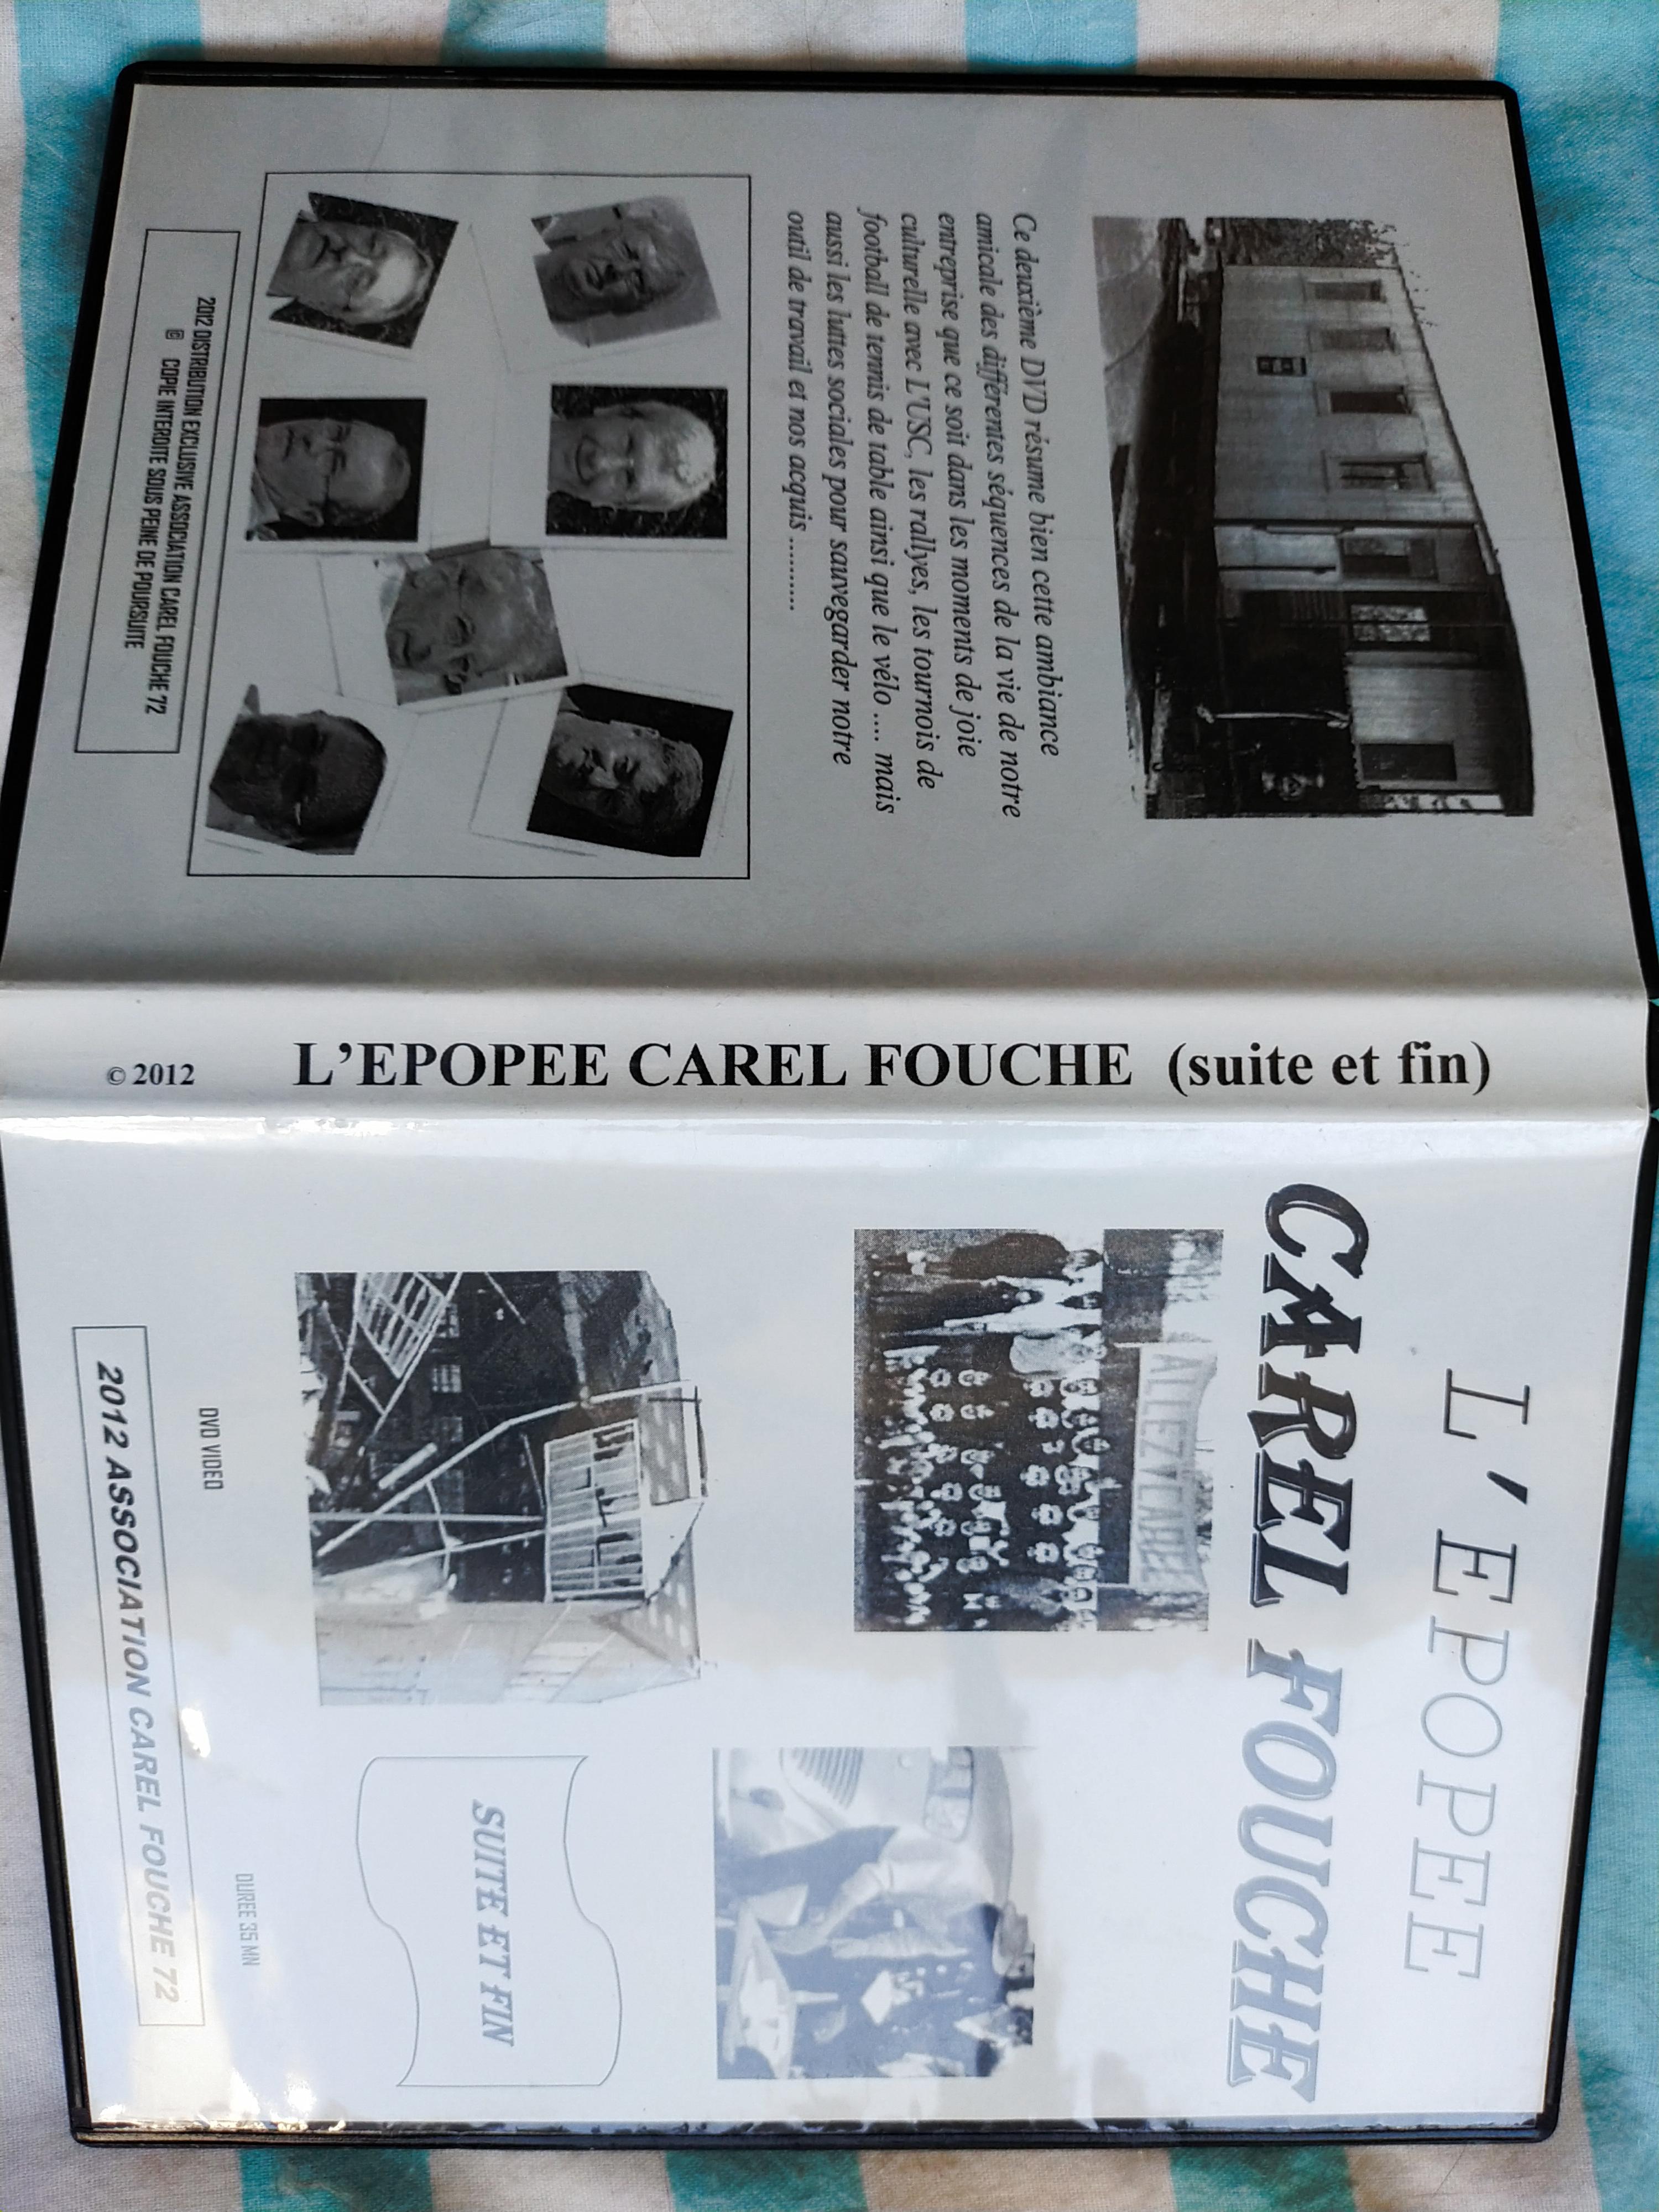 Ce deuxième DVD résume bien cette ambiance
amicale des différentes séquences de la vie de notre
entreprise que ce soit dans les moments de joie
culturelle avec L'USC, les rallyes, les tournois de
football de tennis de table ainsi que le vélo .... mais
aussi les luttes sociales pour sauvegarder notre
outil de travail et nos acquis ..........
2012 DISTRIBUTION EXCLUSIVE ASSOCIATION CAREL FOUCHE 72
© COPIE INTERDITE SOUS PEINE DE POURSUITE
© 2012 L'EPOPEE CAREL FOUCHE (suite et fin)
L'EPOPEE
CAREL FOUCHE
ALLEZ CAREL
SUITE ET FIN
DVD VIDEO
DUREE 35 MN
2012 ASSOCIATION CAREL FOUCHE 72